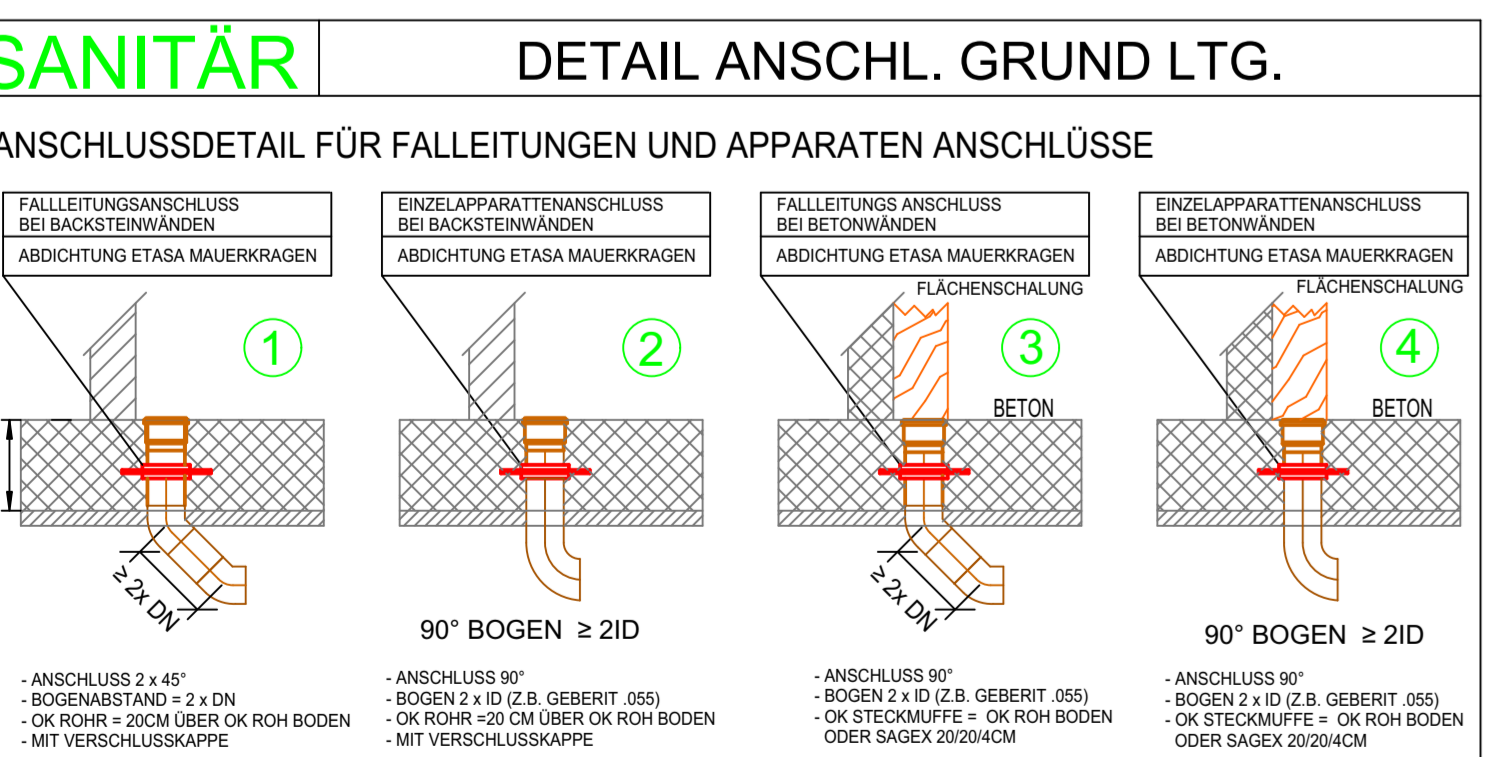 SANITÄR
DETAIL ANSCHL. GRUND LTG.
ANSCHLUSSDETAIL FÜR FALLEITUNGEN UND APPARATEN ANSCHLÜSSE
FALLLEITUNGSANSCHLUSS
BEI BACKSTEINWÄNDEN
ABDICHTUNG ETASA MAUERKRAGEN
1
≥ 2x DN
- ANSCHLUSS 2 x 45°
- BOGENABSTAND = 2 x DN
- OK ROHR = 20CM ÜBER OK ROH BODEN
- MIT VERSCHLUSSKAPPE
EINZELAPPARATTENANSCHLUSS
BEI BACKSTEINWÄNDEN
ABDICHTUNG ETASA MAUERKRAGEN
2
90° BOGEN ≥ 2ID
- ANSCHLUSS 90°
- BOGEN 2 x ID (Z.B. GEBERIT .055)
- OK ROHR =20 CM ÜBER OK ROH BODEN
- MIT VERSCHLUSSKAPPE
FALLLEITUNGS ANSCHLUSS
BEI BETONWÄNDEN
ABDICHTUNG ETASA MAUERKRAGEN
FLÄCHENSCHALUNG
3
BETON
≥ 2x DN
- ANSCHLUSS 90°
- BOGEN 2 x ID (Z.B. GEBERIT .055)
- OK STECKMUFFE = OK ROH BODEN
ODER SAGEX 20/20/4CM
EINZELAPPARATTENANSCHLUSS
BEI BETONWÄNDEN
ABDICHTUNG ETASA MAUERKRAGEN
FLÄCHENSCHALUNG
4
BETON
90° BOGEN ≥ 2ID
- ANSCHLUSS 90°
- BOGEN 2 x ID (Z.B. GEBERIT .055)
- OK STECKMUFFE = OK ROH BODEN
ODER SAGEX 20/20/4CM